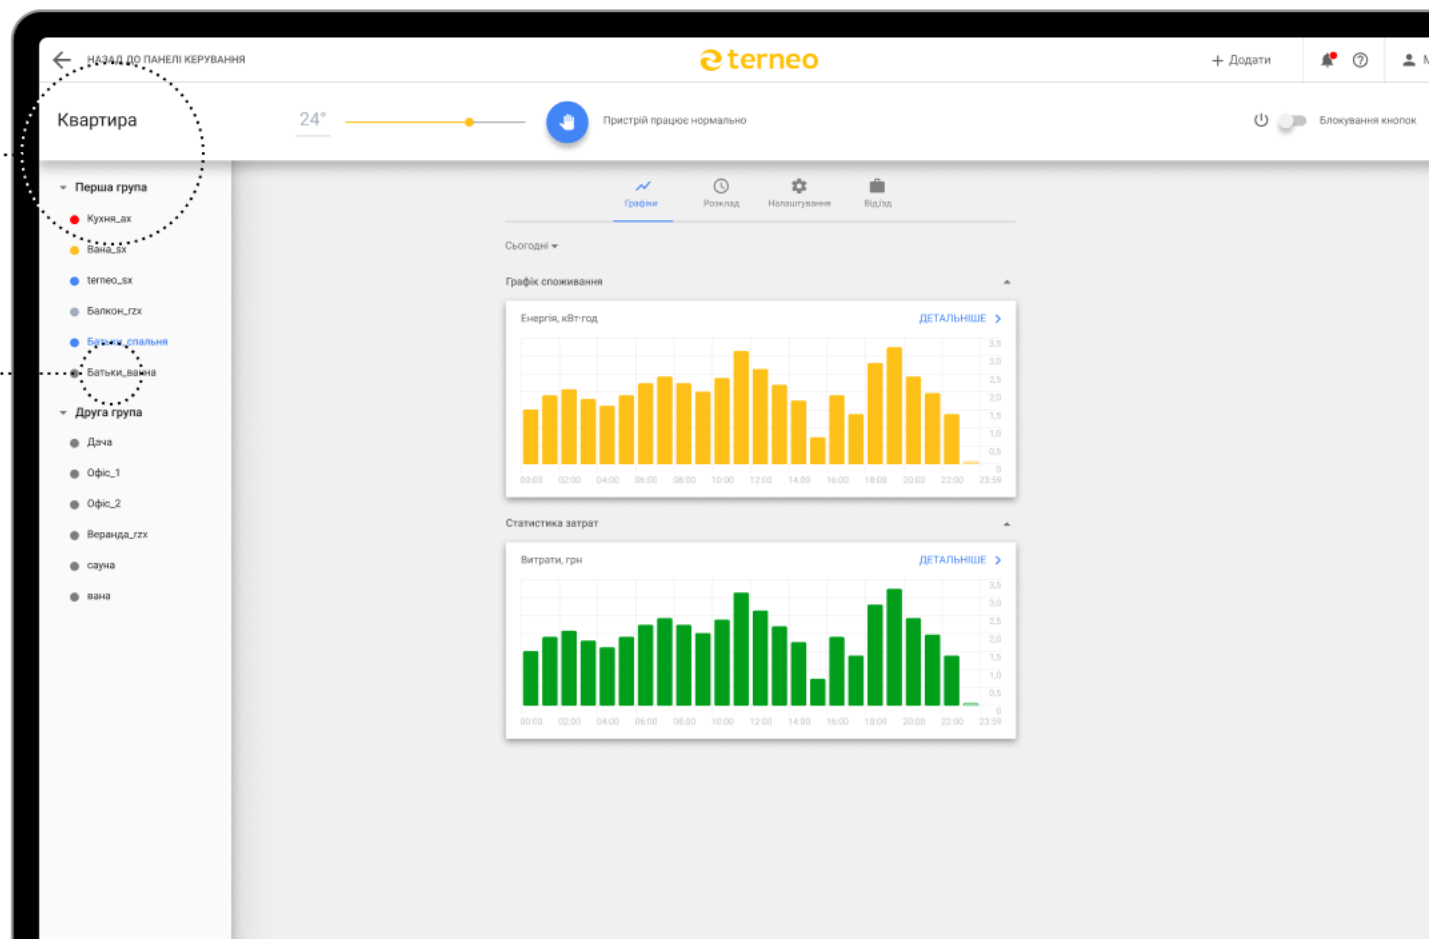 НАЗАД ДО ПАНЕЛІ КЕРУВАННЯ
terneo
+ Додати
Квартира
24°
Пристрій працює нормально
Блокування кнопок
Перша група
Кухня_ax
Вана_sx
terneo_sx
Балкон_rzx
Батьки_спальня
Батьки_ванна
Друга група
Дача
Офіс_1
Офіс_2
Веранда_rzx
сауна
вана
Графіки
Розклад
Налаштування
Від'їзд
Сьогодні
Графік споживання
Енергія, кВт·год
ДЕТАЛЬНІШЕ
3,5
3,0
2,5
2,0
1,5
1,0
0,5
0
00:00 02:00 04:00 06:00 08:00 10:00 12:00 14:00 16:00 18:00 20:00 22:00 23:59
Статистика затрат
Витрати, грн
ДЕТАЛЬНІШЕ
3,5
3,0
2,5
2,0
1,5
1,0
0,5
0
00:00 02:00 04:00 06:00 08:00 10:00 12:00 14:00 16:00 18:00 20:00 22:00 23:59